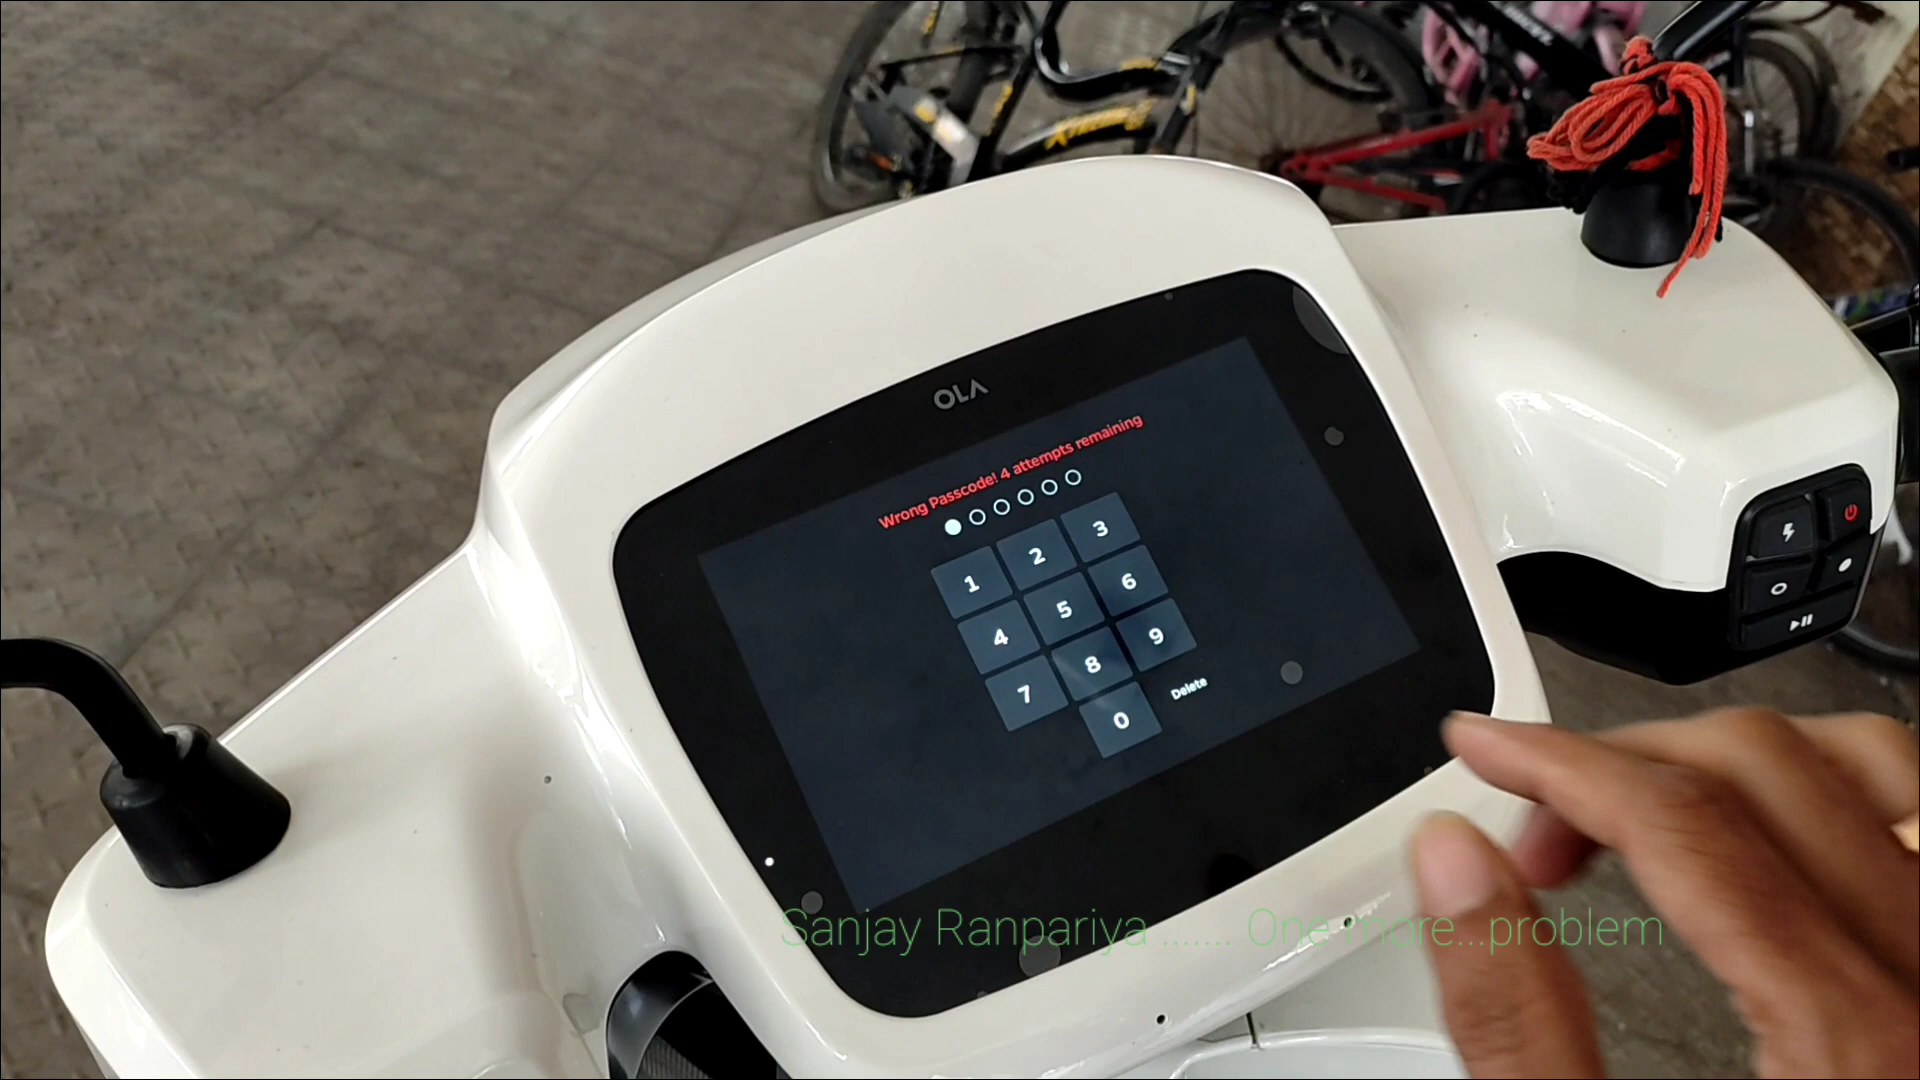 XTREME
OLA
Wrong Passcode! 4 attempts remaining
1 2 3
4 5 6
7 8 9
0 Delete
Sanjay Ranpariya ....... One more...problem